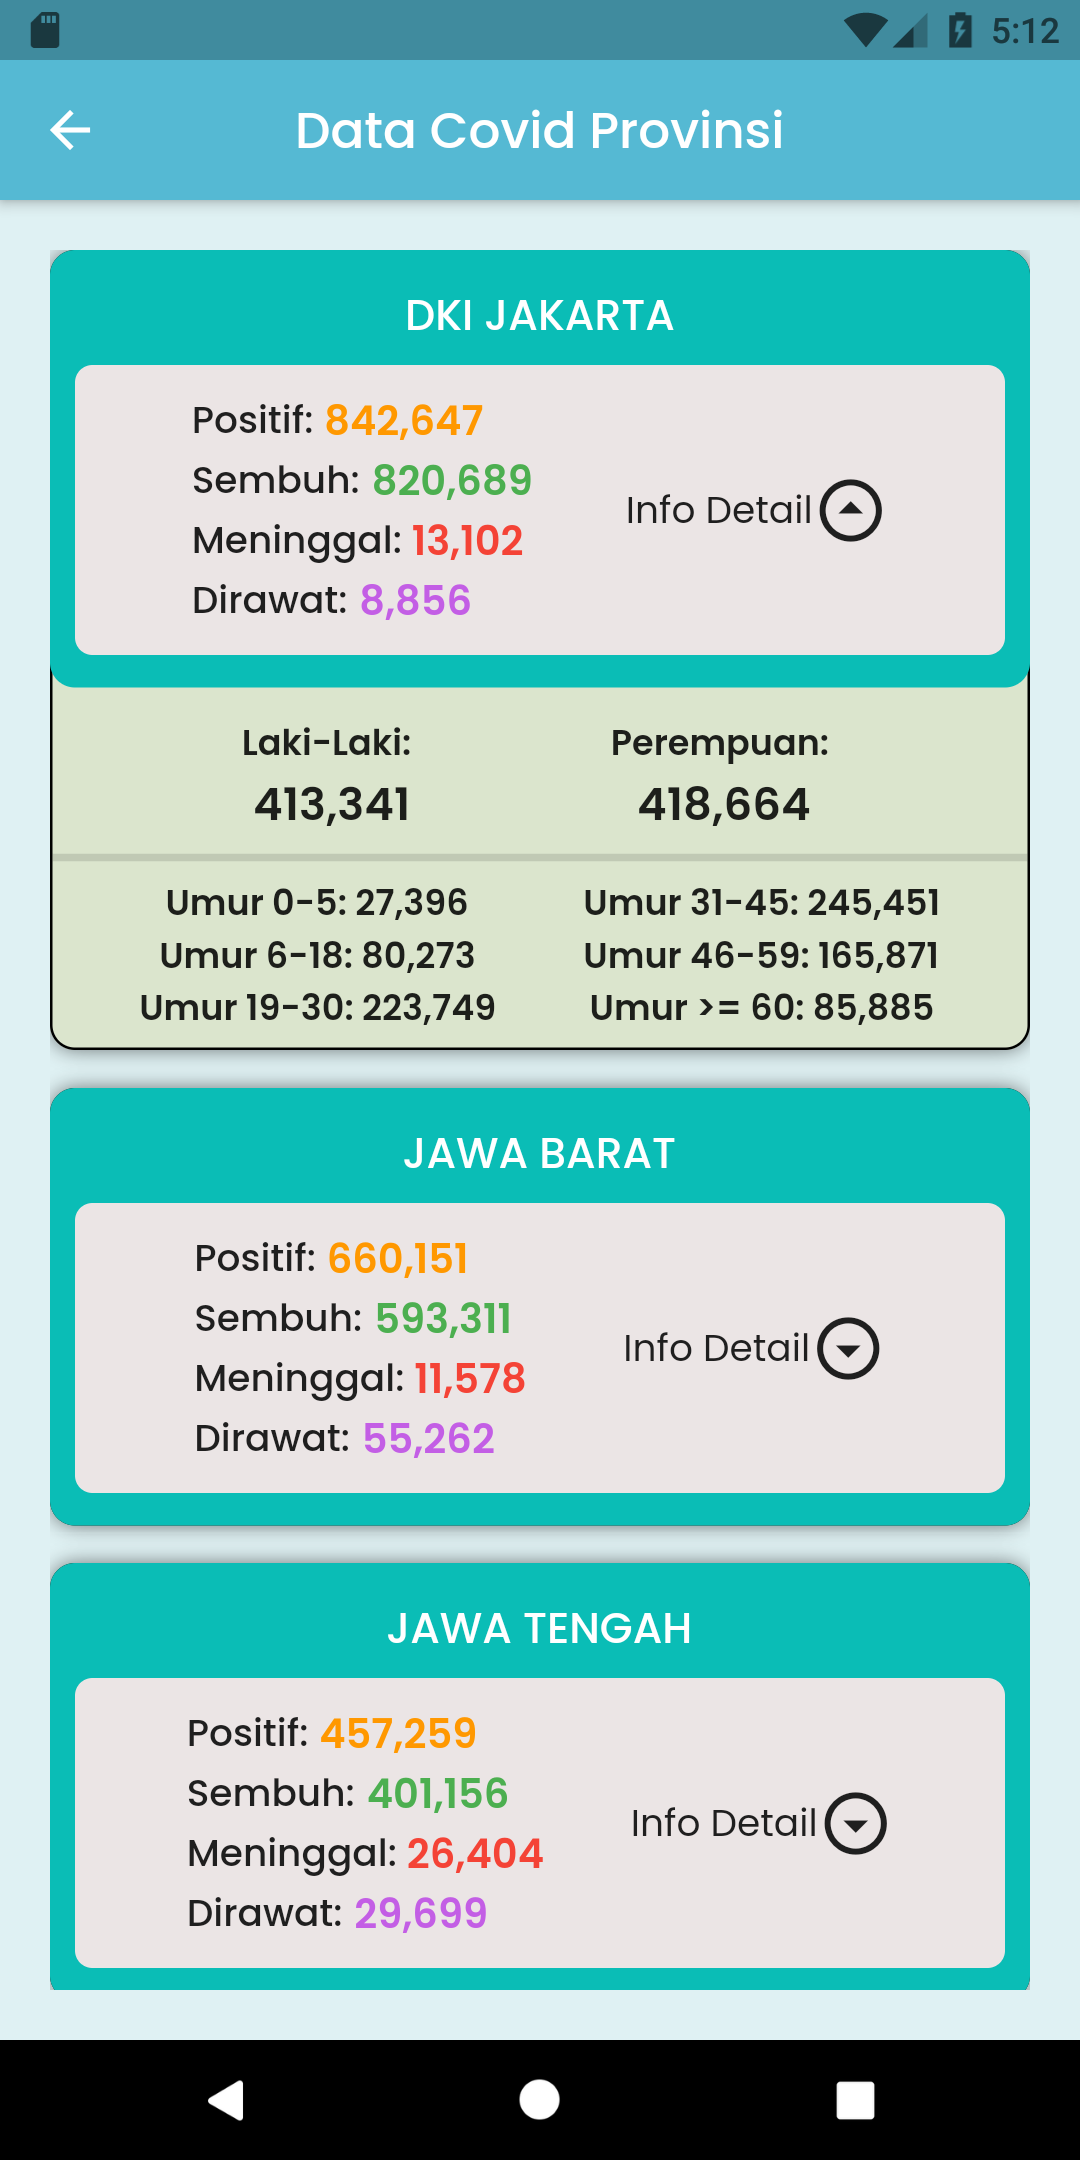 5:12
Data Covid Provinsi
DKI JAKARTA
Positif: 842,647
Sembuh: 820,689
Meninggal: 13,102
Dirawat: 8,856
Info Detail
Laki-Laki: Perempuan:
413,341 418,664
Umur 0-5: 27,396 Umur 31-45: 245,451
Umur 6-18: 80,273 Umur 46-59: 165,871
Umur 19-30: 223,749 Umur >= 60: 85,885
JAWA BARAT
Positif: 660,151
Sembuh: 593,311
Meninggal: 11,578
Dirawat: 55,262
Info Detail
JAWA TENGAH
Positif: 457,259
Sembuh: 401,156
Meninggal: 26,404
Dirawat: 29,699
Info Detail